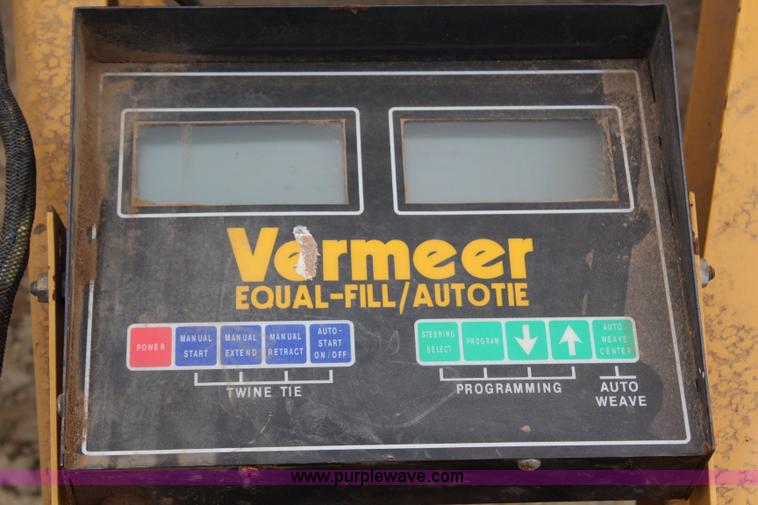 Vermeer
EQUAL-FILL/AUTOTIE
POWER
MANUAL
START
MANUAL
EXTEND
MANUAL
RETRACT
AUTO-
START
ON/OFF
TWINE TIE
STEERING
SELECT
PROGRAM
AUTO
WEAVE
CENTER
PROGRAMMING
AUTO
WEAVE
www.purplewave.com